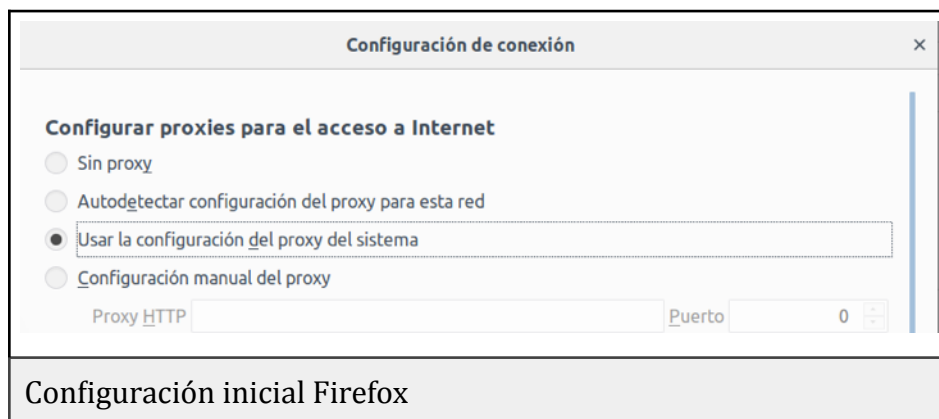 Configuración de conexión ×
Configurar proxies para el acceso a Internet
Sin proxy
Autodetectar configuración del proxy para esta red
Usar la configuración del proxy del sistema
Configuración manual del proxy
Proxy HTTP Puerto 0
Configuración inicial Firefox